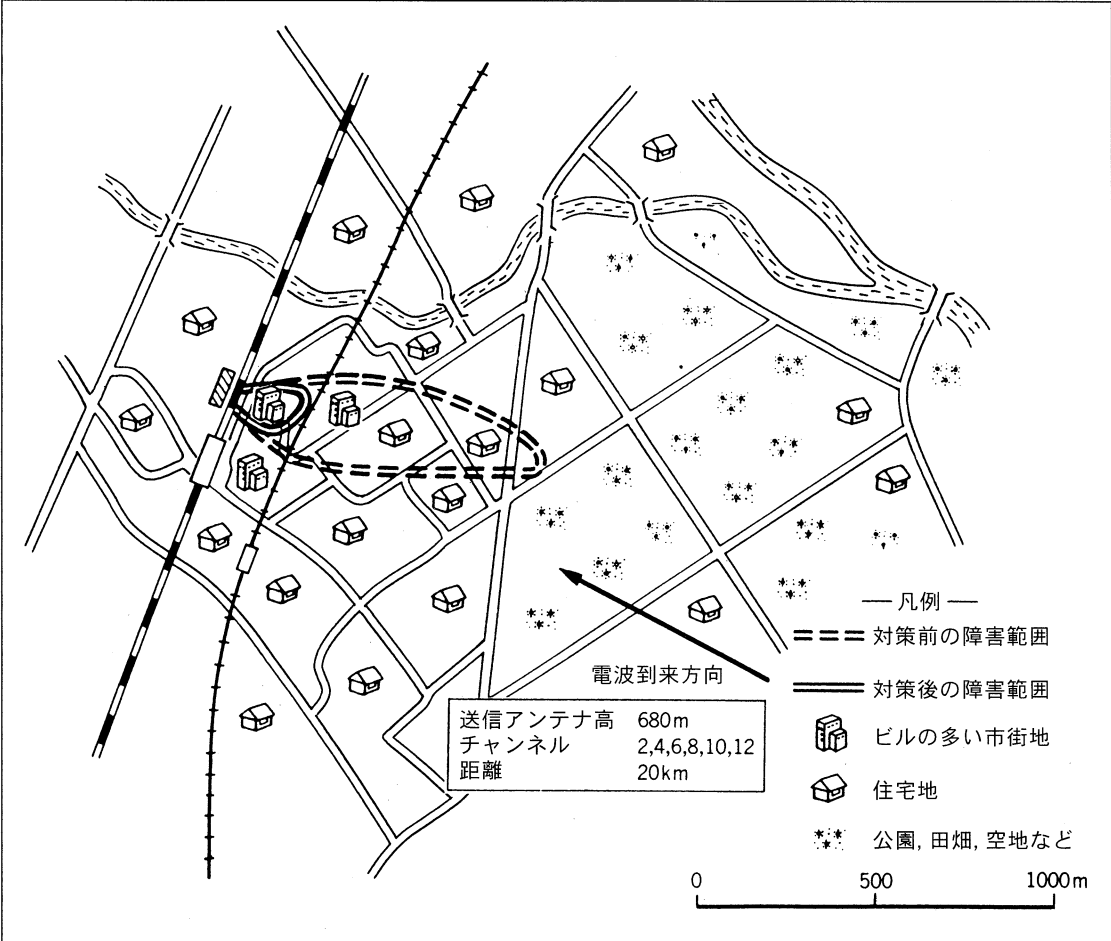 電波到来方向
送信アンテナ高 680m
チャンネル 2,4,6,8,10,12
距離 20km
― 凡例 ―
対策前の障害範囲
対策後の障害範囲
ビルの多い市街地
住宅地
公園, 田畑, 空地など
0 500 1000m